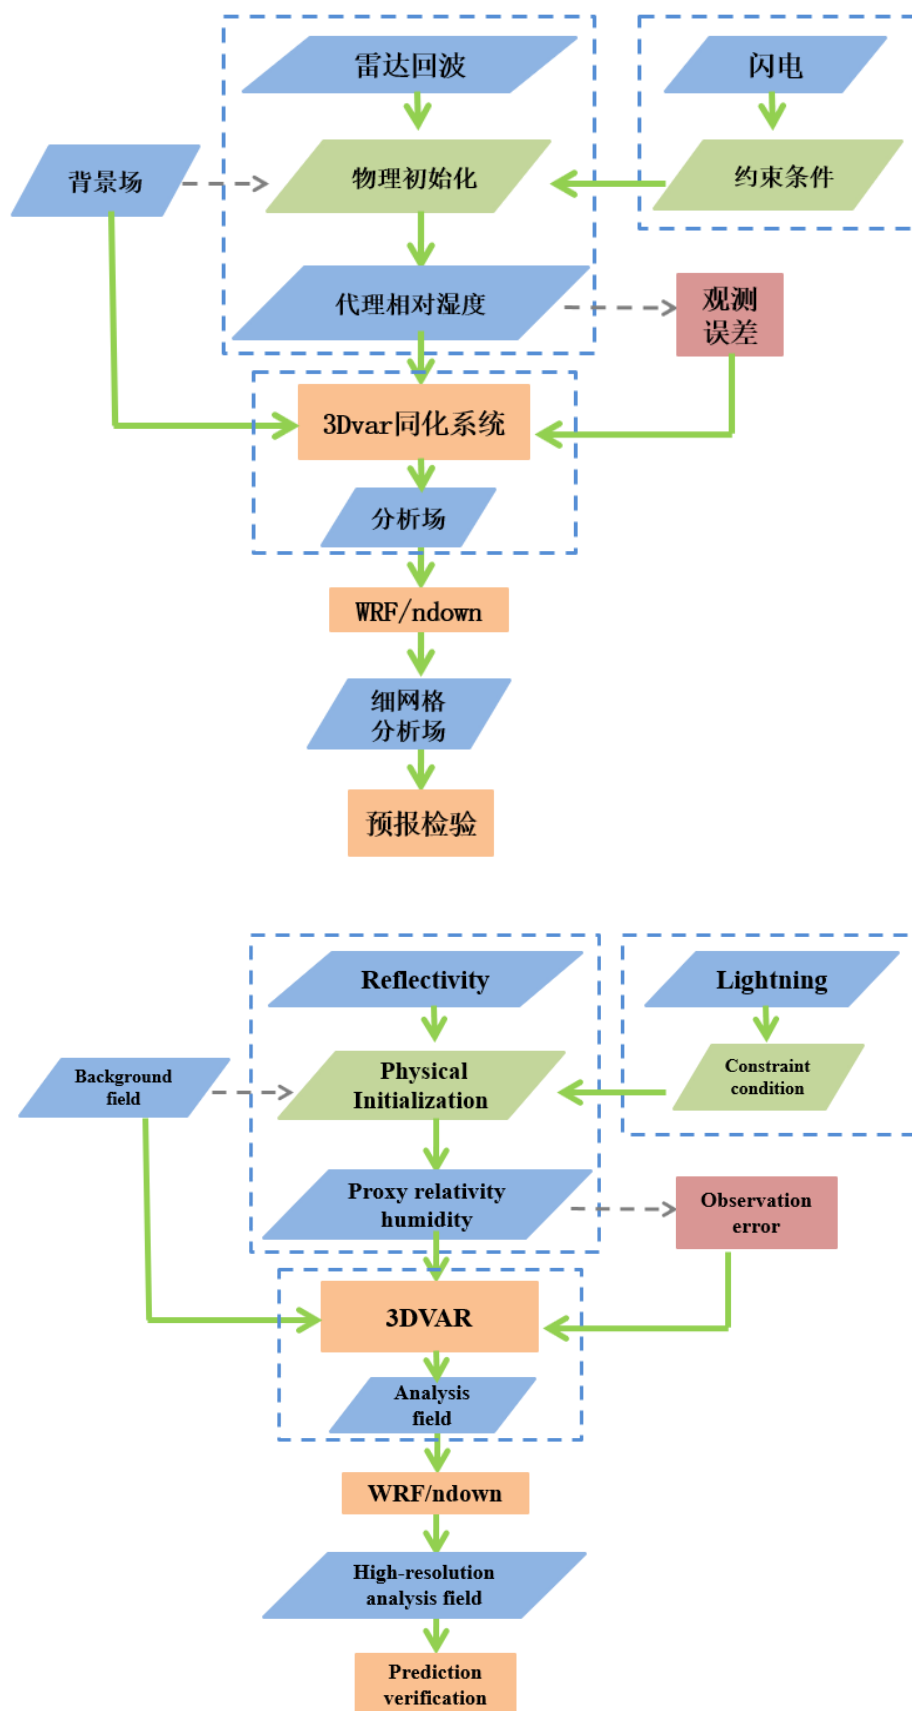 雷达回波
闪电
背景场
物理初始化
约束条件
代理相对湿度
观测
误差
3Dvar同化系统
分析场
WRF/ndown
细网格
分析场
预报检验
Reflectivity
Lightning
Background
field
Physical
Initialization
Constraint
condition
Proxy relativity
humidity
Observation
error
3DVAR
Analysis
field
WRF/ndown
High-resolution
analysis field
Prediction
verification